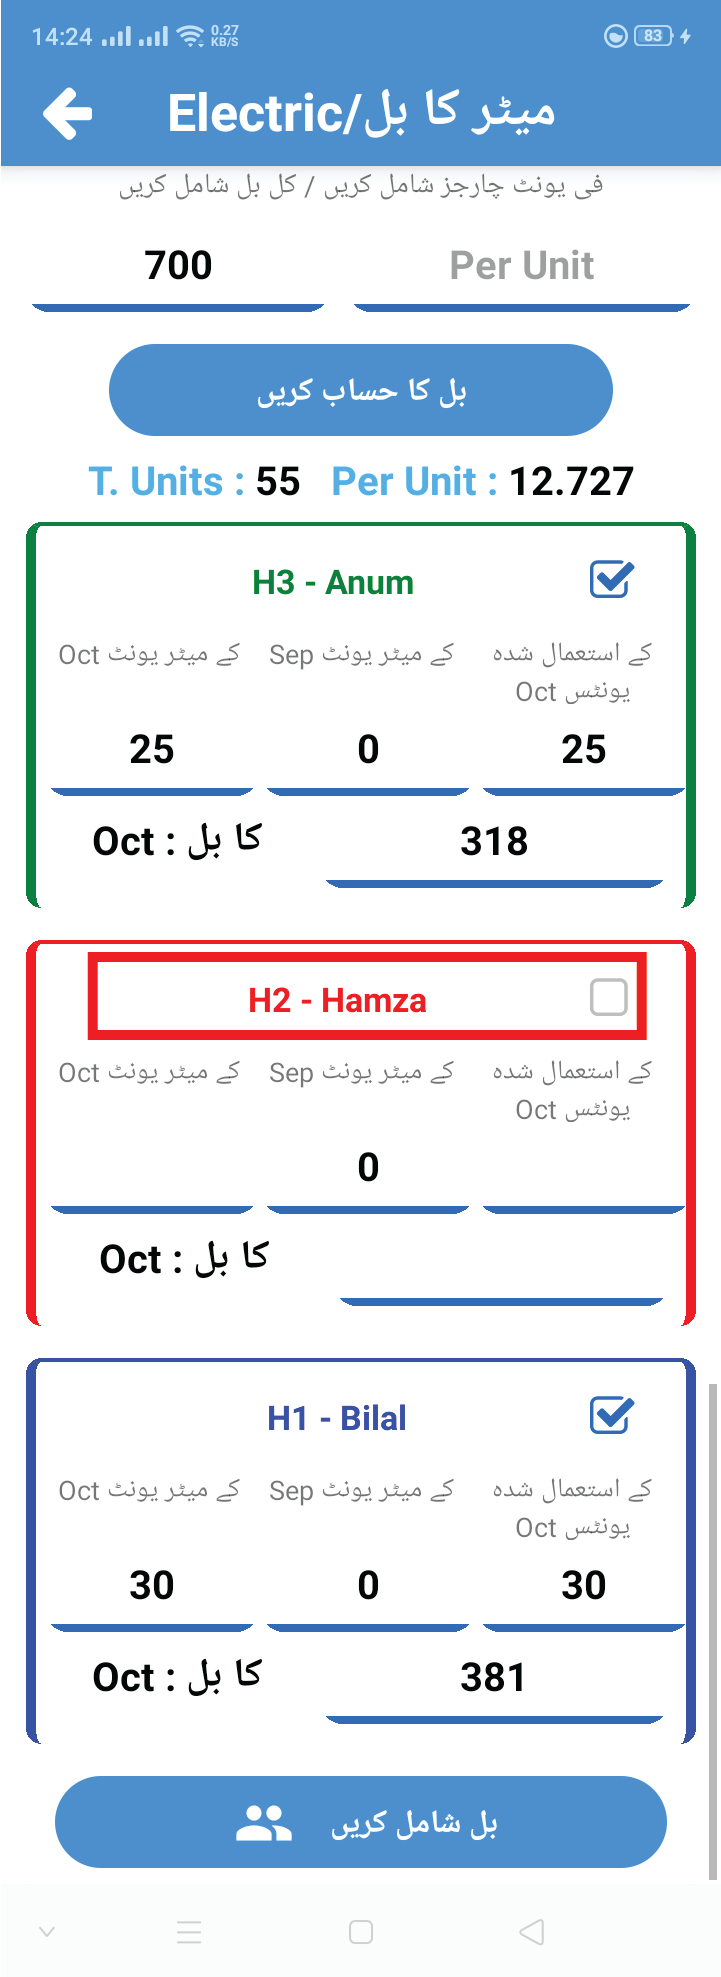 14:24 0.27 KB/S 83
Electric/میٹر کا بل
فی یونٹ چارجز شامل کریں / کل بل شامل کریں
700 Per Unit
بل کا حساب کریں
T. Units : 55 Per Unit : 12.727
H3 - Anum
Oct کے میٹر یونٹ Sep کے میٹر یونٹ کے استعمال شدہ
یونٹس Oct
25 0 25
Oct : کا بل 318
H2 - Hamza
Oct کے میٹر یونٹ Sep کے میٹر یونٹ کے استعمال شدہ
یونٹس Oct
0
Oct : کا بل
H1 - Bilal
Oct کے میٹر یونٹ Sep کے میٹر یونٹ کے استعمال شدہ
یونٹس Oct
30 0 30
Oct : کا بل 381
بل شامل کریں